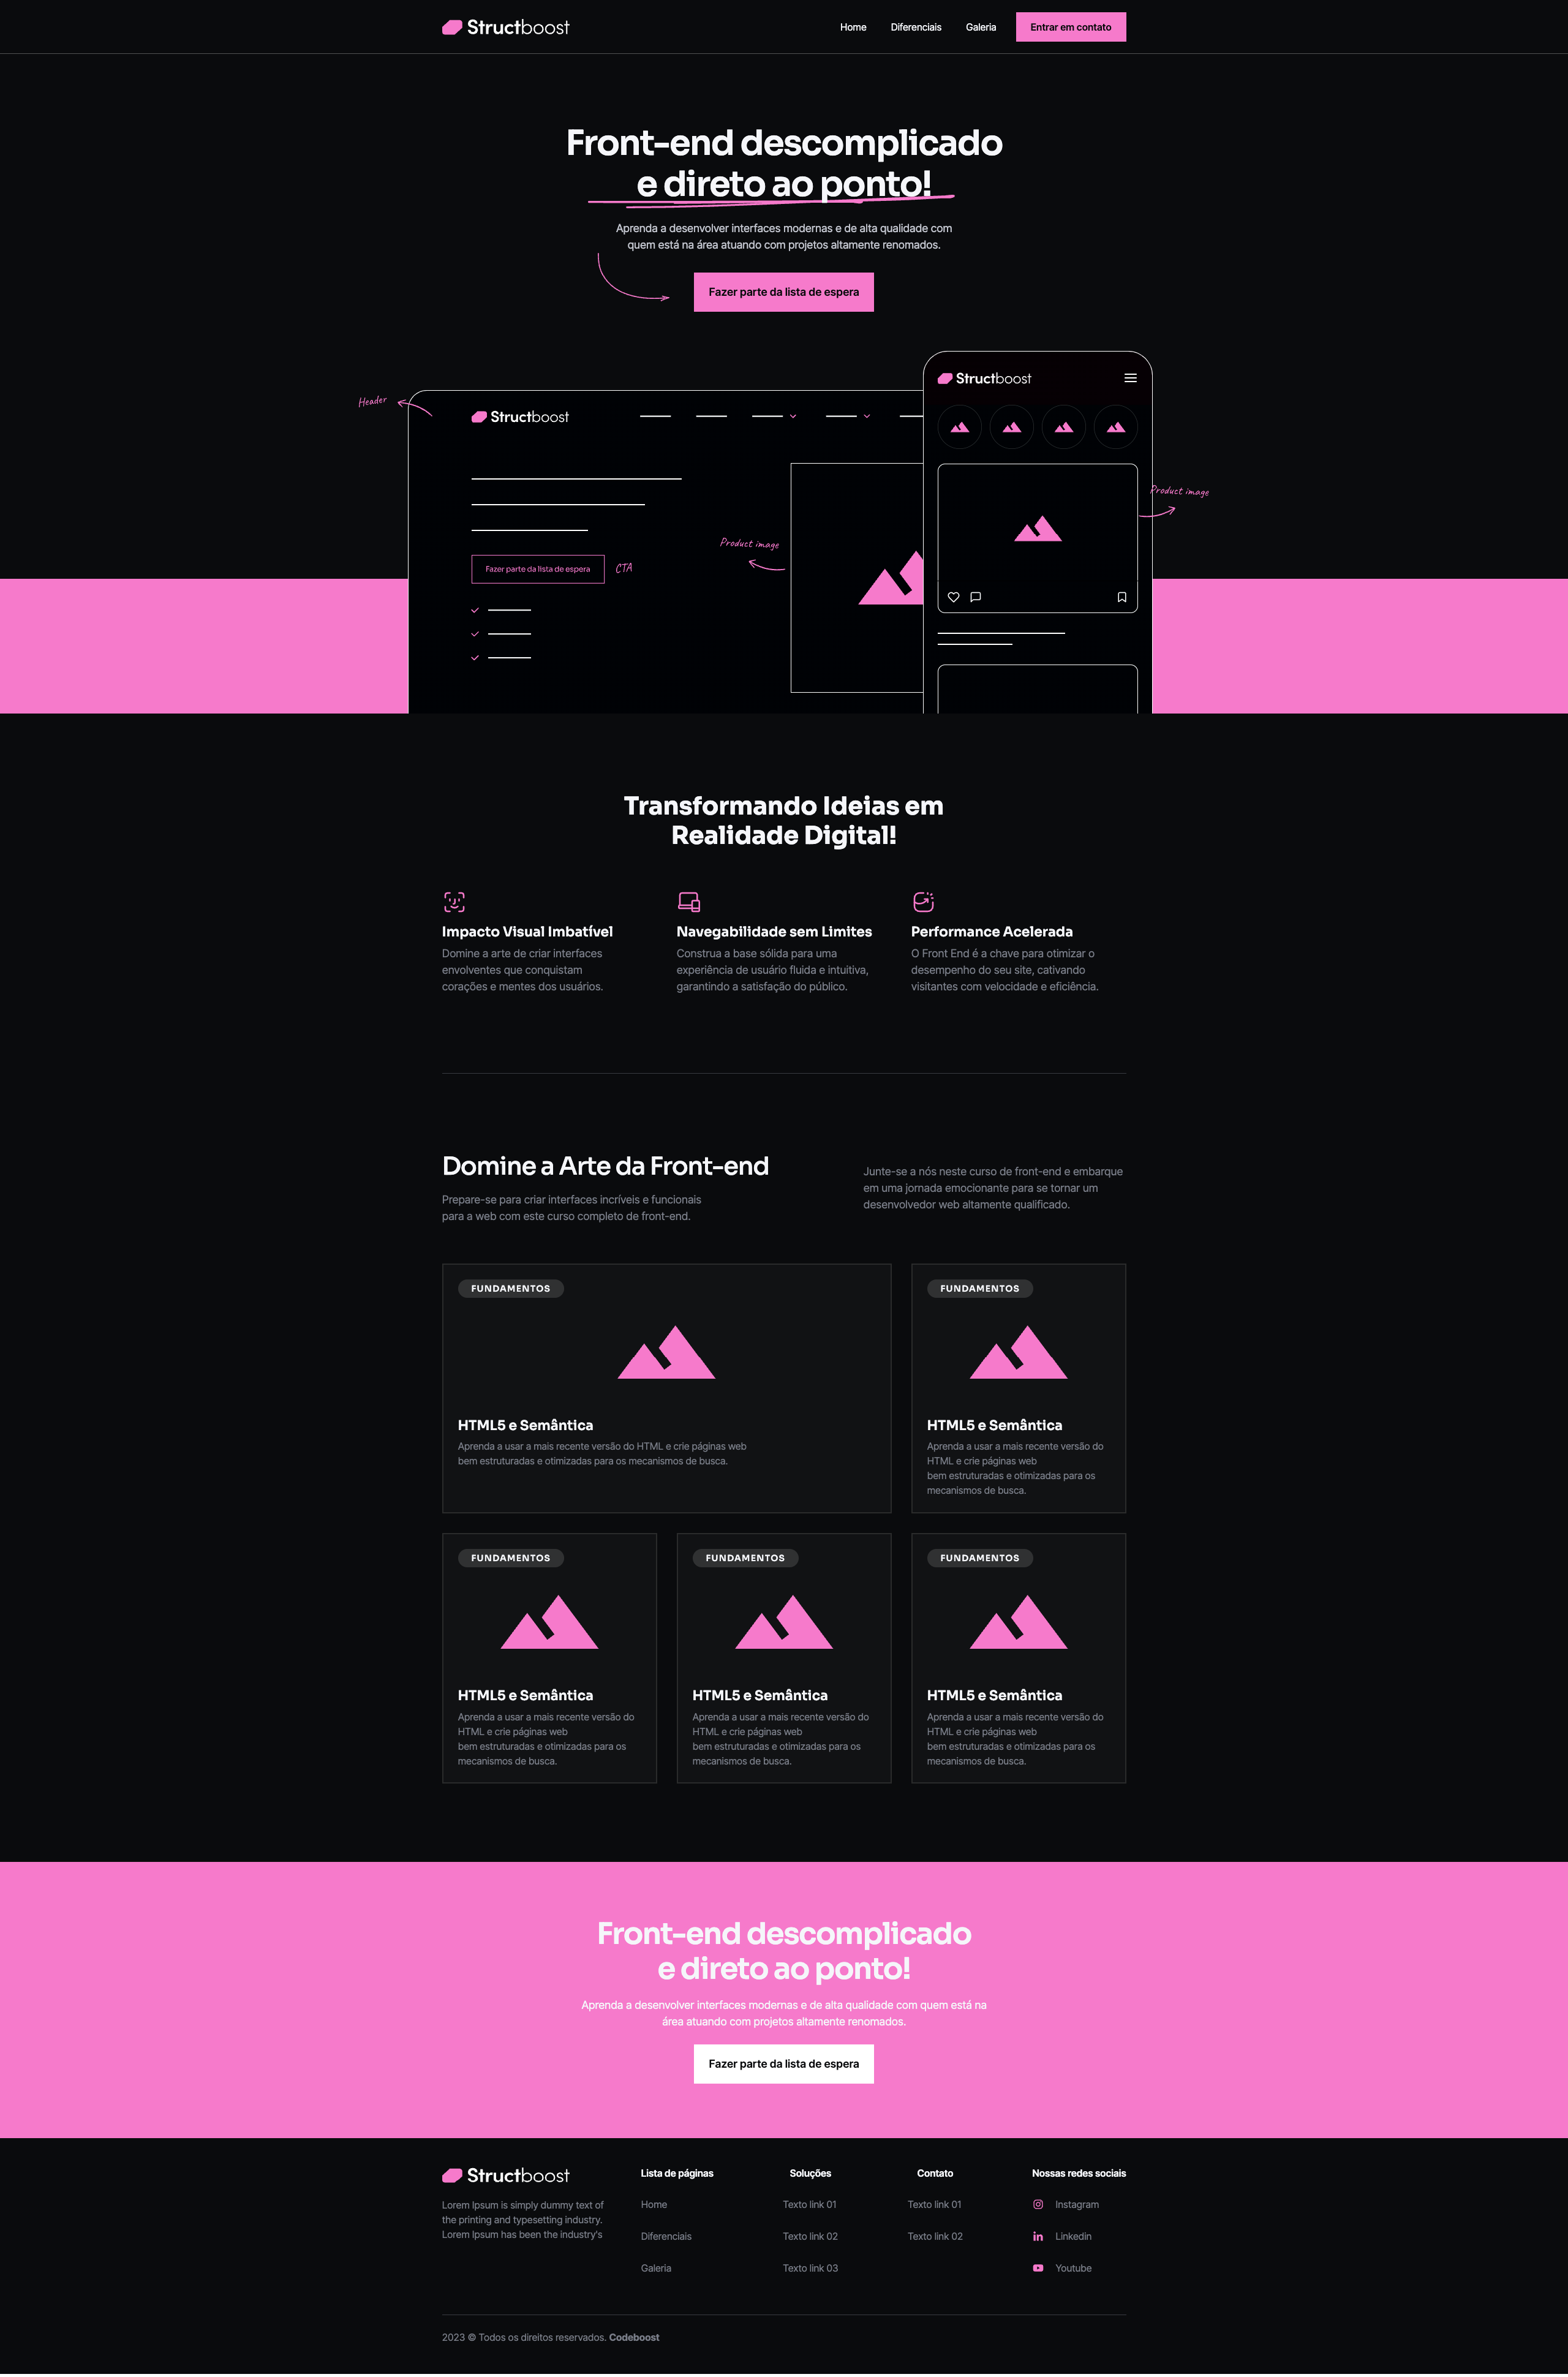 Structboost
Home Diferenciais Galeria Entrar em contato
Front-end descomplicado
e direto ao ponto!
Aprenda a desenvolver interfaces modernas e de alta qualidade com
quem está na área atuando com projetos altamente renomados.
Fazer parte da lista de espera
Header
Structboost
Fazer parte da lista de espera
CTA
Product image
Structboost
Product image
Transformando Ideias em
Realidade Digital!
Impacto Visual Imbatível
Domine a arte de criar interfaces
envolventes que conquistam
corações e mentes dos usuários.
Navegabilidade sem Limites
Construa a base sólida para uma
experiência de usuário fluida e intuitiva,
garantindo a satisfação do público.
Performance Acelerada
O Front End é a chave para otimizar o
desempenho do seu site, cativando
visitantes com velocidade e eficiência.
Domine a Arte da Front-end
Prepare-se para criar interfaces incríveis e funcionais
para a web com este curso completo de front-end.
Junte-se a nós neste curso de front-end e embarque
em uma jornada emocionante para se tornar um
desenvolvedor web altamente qualificado.
FUNDAMENTOS
HTML5 e Semântica
Aprenda a usar a mais recente versão do HTML e crie páginas web
bem estruturadas e otimizadas para os mecanismos de busca.
FUNDAMENTOS
HTML5 e Semântica
Aprenda a usar a mais recente versão do
HTML e crie páginas web
bem estruturadas e otimizadas para os
mecanismos de busca.
FUNDAMENTOS
HTML5 e Semântica
Aprenda a usar a mais recente versão do
HTML e crie páginas web
bem estruturadas e otimizadas para os
mecanismos de busca.
FUNDAMENTOS
HTML5 e Semântica
Aprenda a usar a mais recente versão do
HTML e crie páginas web
bem estruturadas e otimizadas para os
mecanismos de busca.
FUNDAMENTOS
HTML5 e Semântica
Aprenda a usar a mais recente versão do
HTML e crie páginas web
bem estruturadas e otimizadas para os
mecanismos de busca.
Front-end descomplicado
e direto ao ponto!
Aprenda a desenvolver interfaces modernas e de alta qualidade com quem está na
área atuando com projetos altamente renomados.
Fazer parte da lista de espera
Structboost
Lorem Ipsum is simply dummy text of
the printing and typesetting industry.
Lorem Ipsum has been the industry's
Lista de páginas
Home
Diferenciais
Galeria
Soluções
Texto link 01
Texto link 02
Texto link 03
Contato
Texto link 01
Texto link 02
Nossas redes sociais
Instagram
Linkedin
Youtube
2023 © Todos os direitos reservados. Codeboost